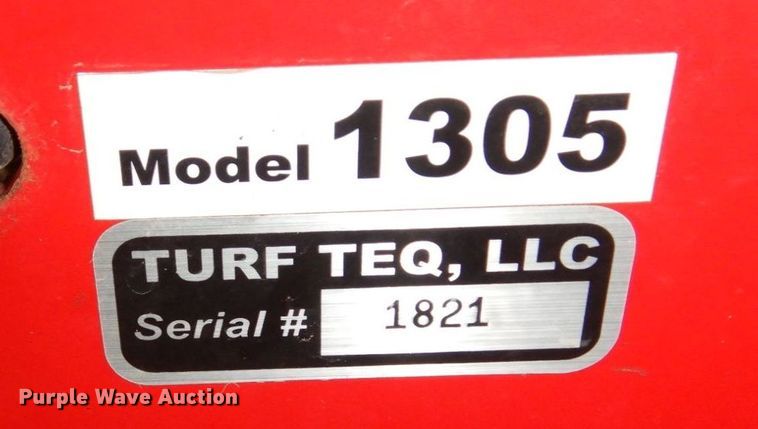 Model 1305
TURF TEQ, LLC
Serial # 1821
Purple Wave Auction